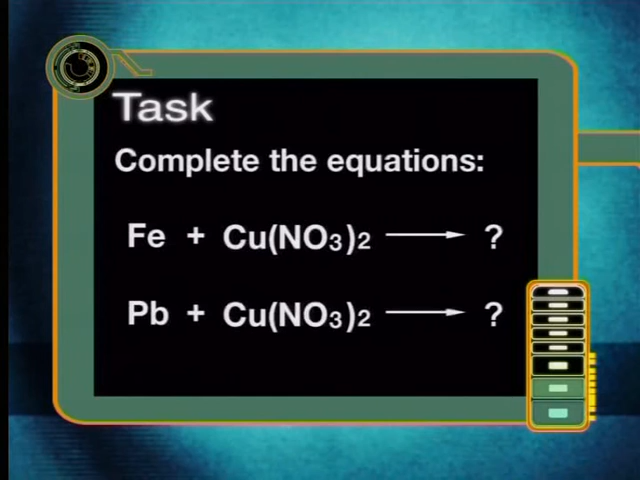 Task
Complete the equations:
Fe + Cu(NO₃)₂ ⟶ ?
Pb + Cu(NO₃)₂ ⟶ ?